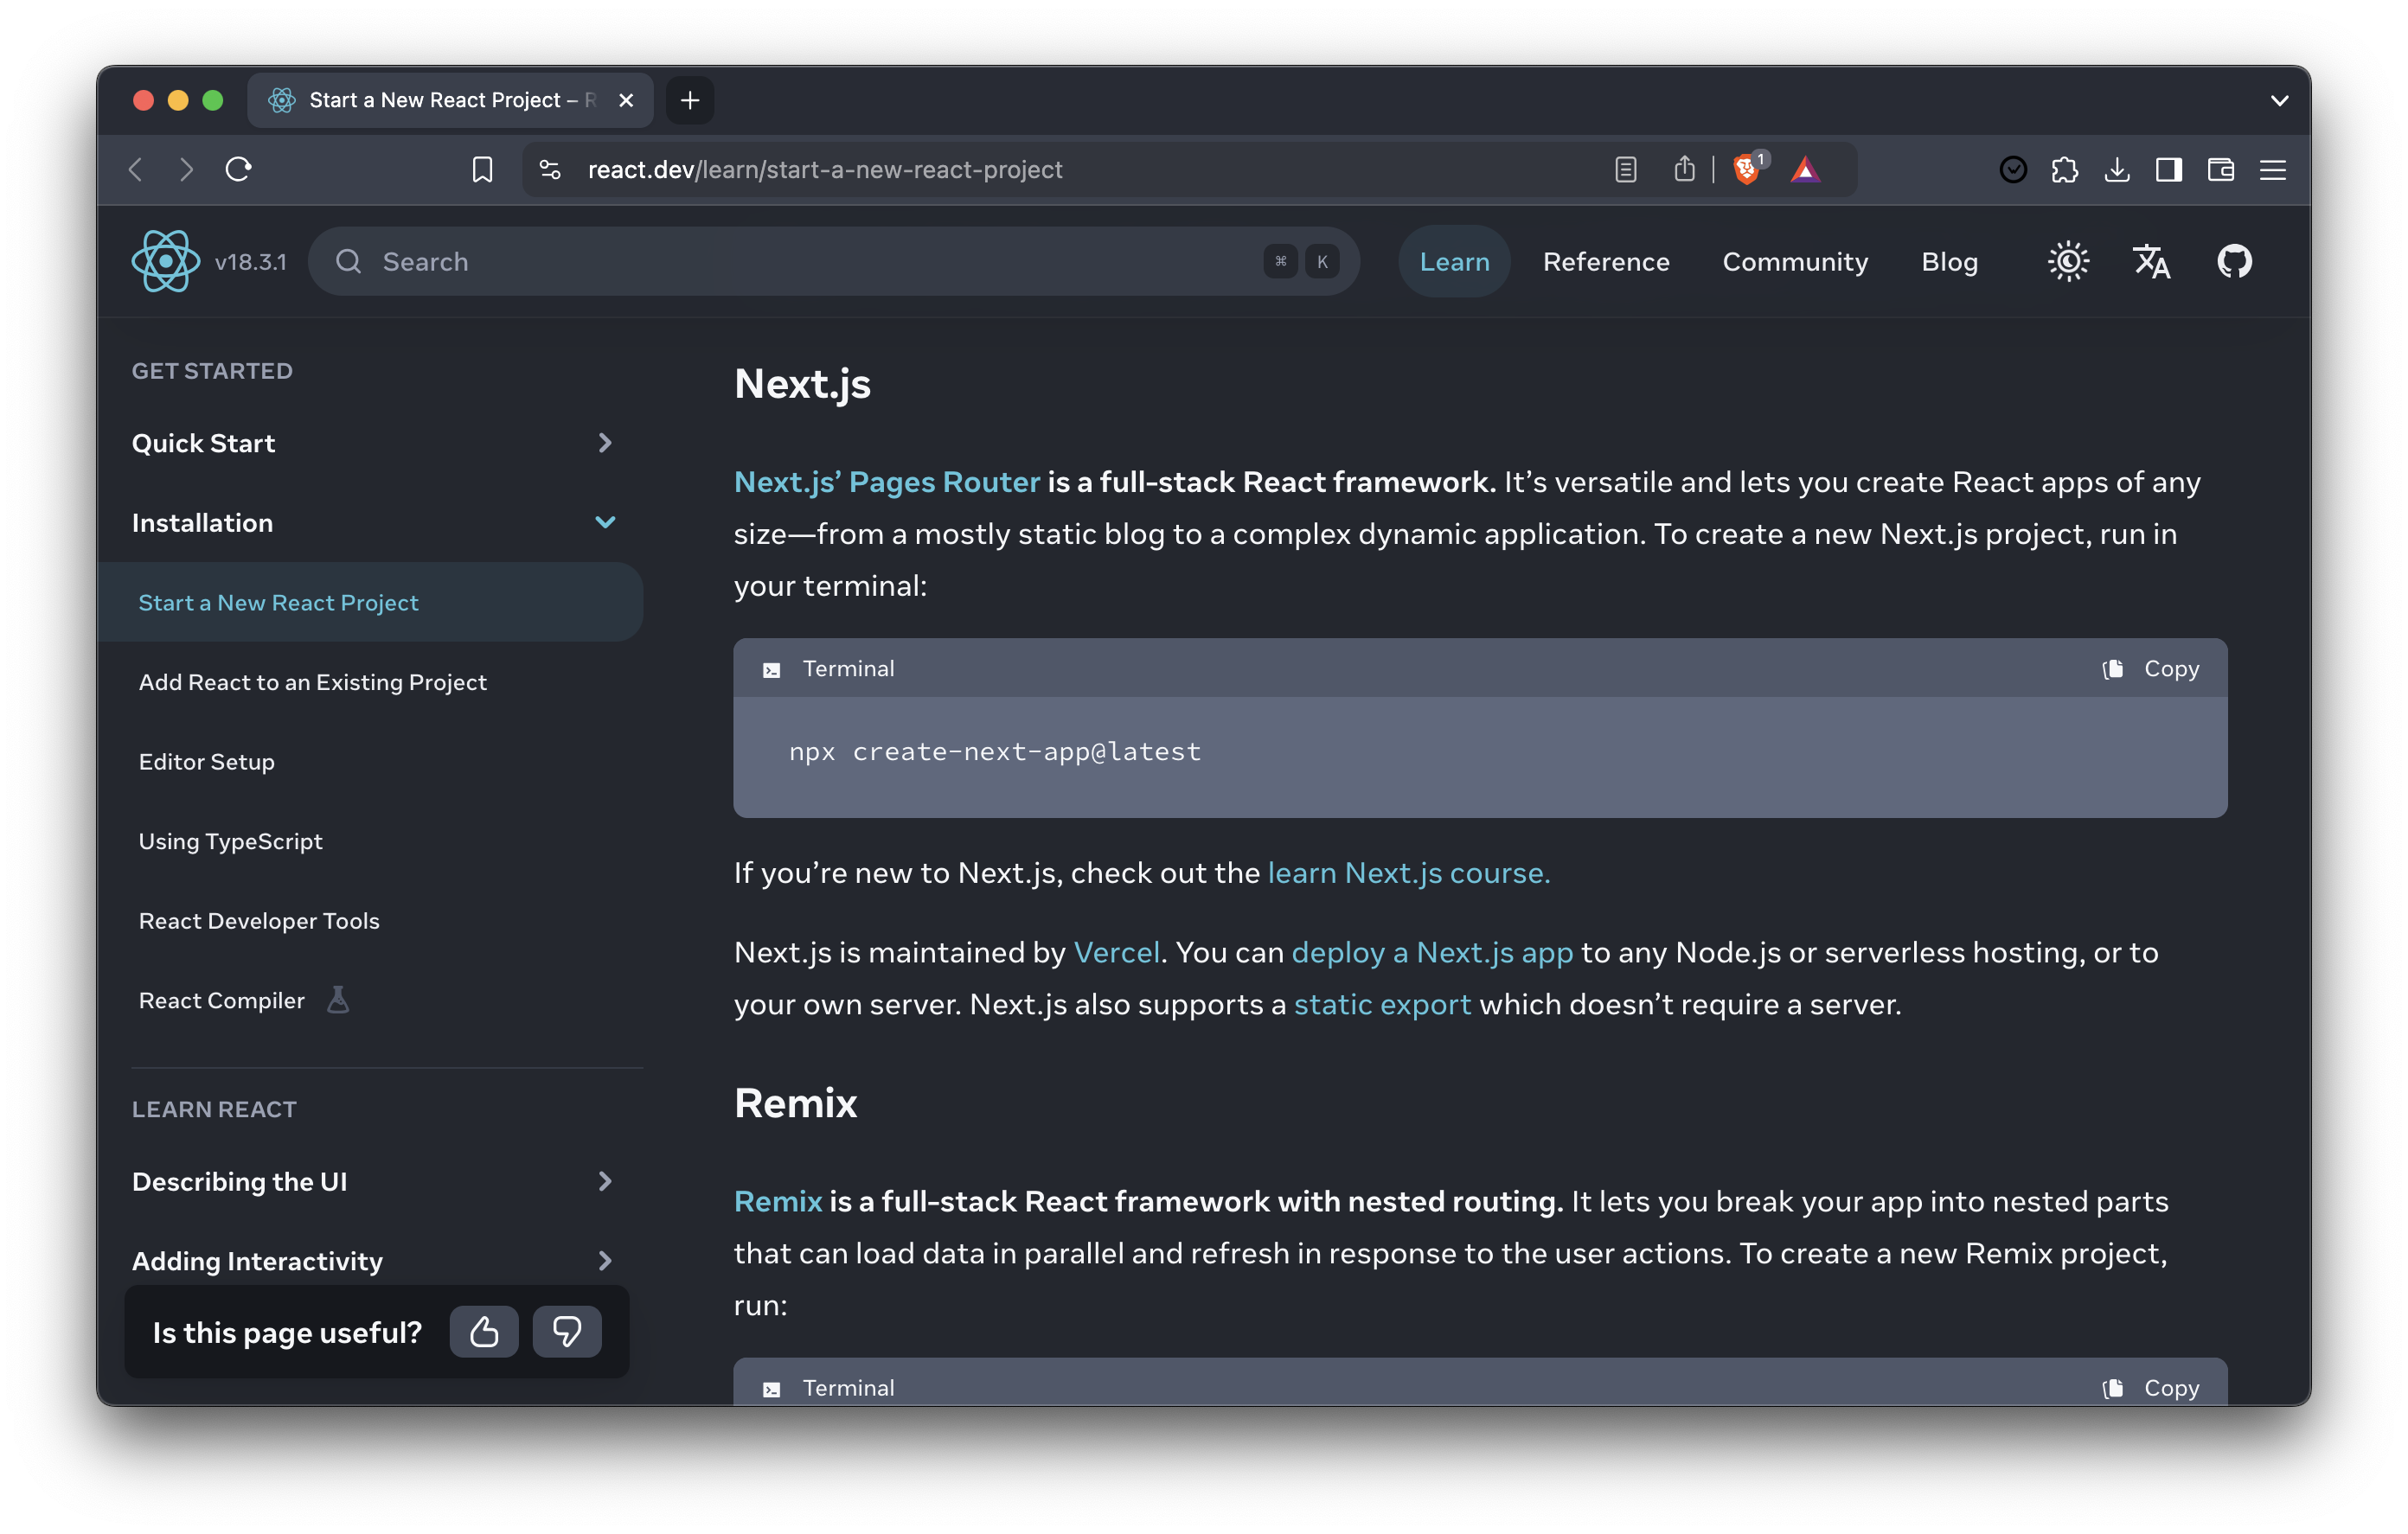 Start a New React Project – R
react.dev/learn/start-a-new-react-project
1
v18.3.1
Search
⌘ K
Learn
Reference
Community
Blog
GET STARTED
Quick Start
Installation
Start a New React Project
Add React to an Existing Project
Editor Setup
Using TypeScript
React Developer Tools
React Compiler
LEARN REACT
Describing the UI
Adding Interactivity
Is this page useful?
Next.js
Next.js’ Pages Router is a full-stack React framework. It’s versatile and lets you create React apps of any
size—from a mostly static blog to a complex dynamic application. To create a new Next.js project, run in
your terminal:
Terminal
Copy
npx create-next-app@latest
If you’re new to Next.js, check out the learn Next.js course.
Next.js is maintained by Vercel. You can deploy a Next.js app to any Node.js or serverless hosting, or to
your own server. Next.js also supports a static export which doesn’t require a server.
Remix
Remix is a full-stack React framework with nested routing. It lets you break your app into nested parts
that can load data in parallel and refresh in response to the user actions. To create a new Remix project,
run:
Terminal
Copy